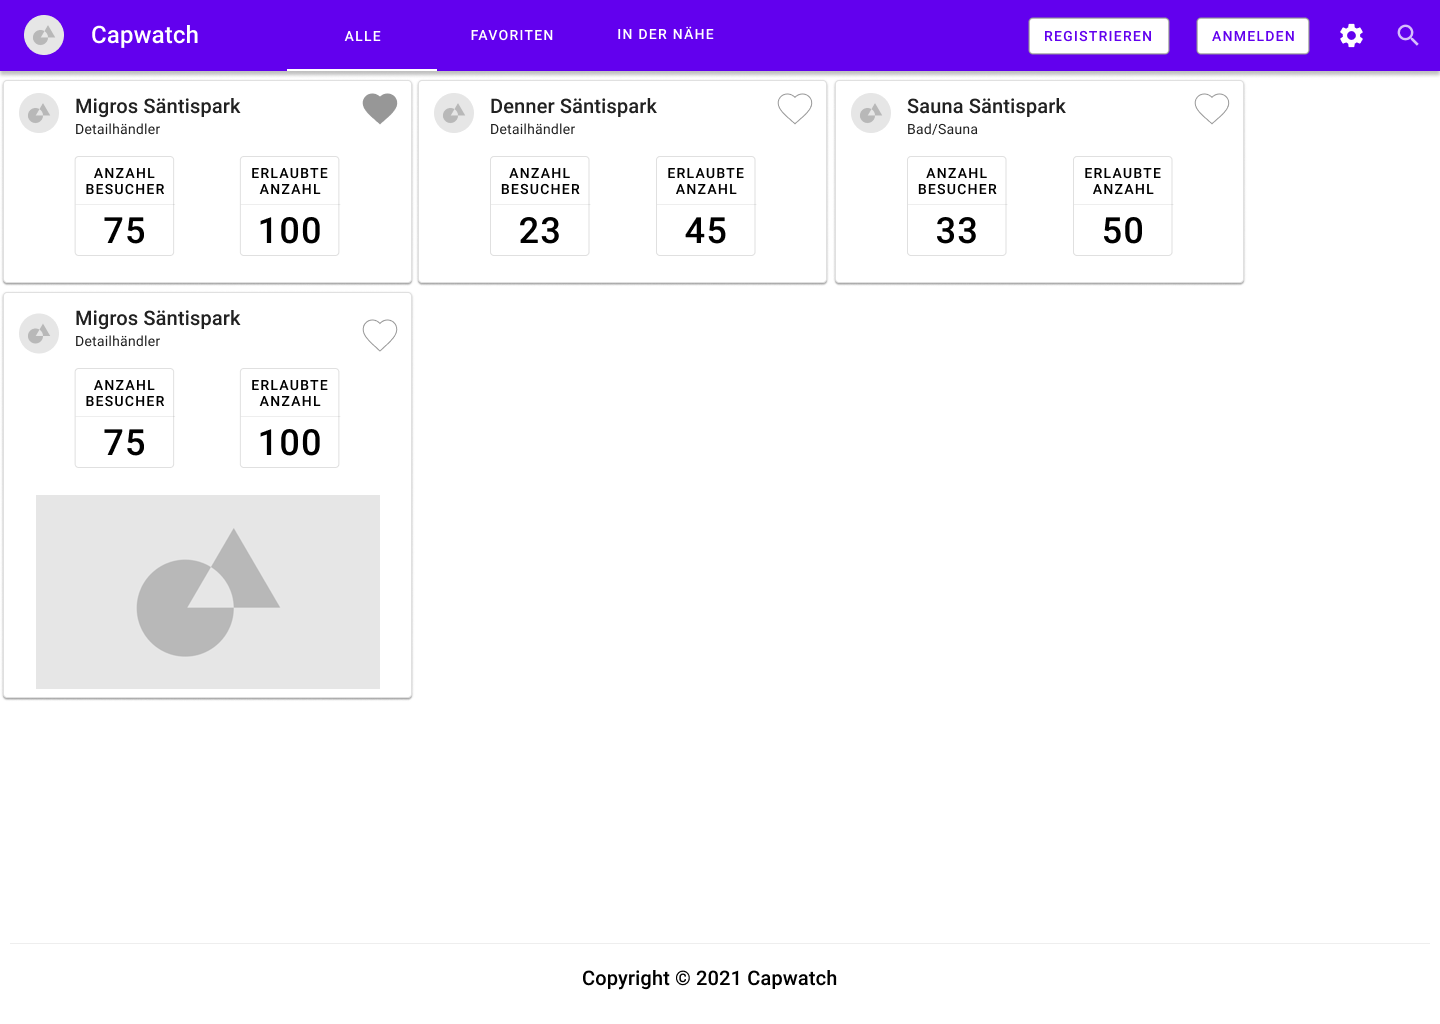 Capwatch
ALLE
FAVORITEN
IN DER NÄHE
REGISTRIEREN
ANMELDEN
Migros Säntispark
Detailhändler
ANZAHL
BESUCHER
75
ERLAUBTE
ANZAHL
100
Denner Säntispark
Detailhändler
ANZAHL
BESUCHER
23
ERLAUBTE
ANZAHL
45
Sauna Säntispark
Bad/Sauna
ANZAHL
BESUCHER
33
ERLAUBTE
ANZAHL
50
Migros Säntispark
Detailhändler
ANZAHL
BESUCHER
75
ERLAUBTE
ANZAHL
100
Copyright © 2021 Capwatch